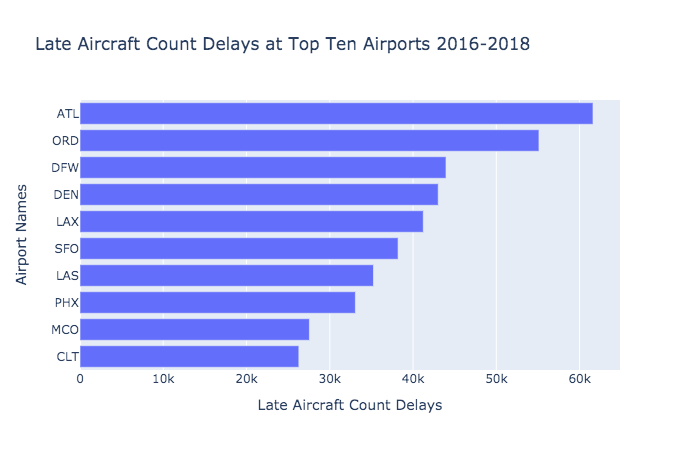 Late Aircraft Count Delays at Top Ten Airports 2016-2018
Airport Names
ATL
ORD
DFW
DEN
LAX
SFO
LAS
PHX
MCO
CLT
0 10k 20k 30k 40k 50k 60k
Late Aircraft Count Delays